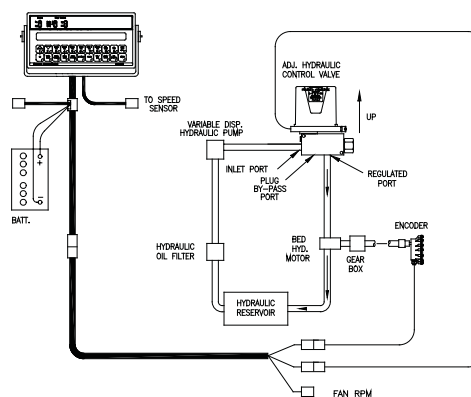 ADJ. HYDRAULIC
CONTROL VALVE
TO SPEED
SENSOR
UP
VARIABLE DISP.
HYDRAULIC PUMP
INLET PORT
PLUG
BY-PASS
PORT
REGULATED
PORT
+
−
BATT.
ENCODER
HYDRAULIC
OIL FILTER
BED
HYD.
MOTOR
GEAR
BOX
HYDRAULIC
RESERVOIR
FAN RPM